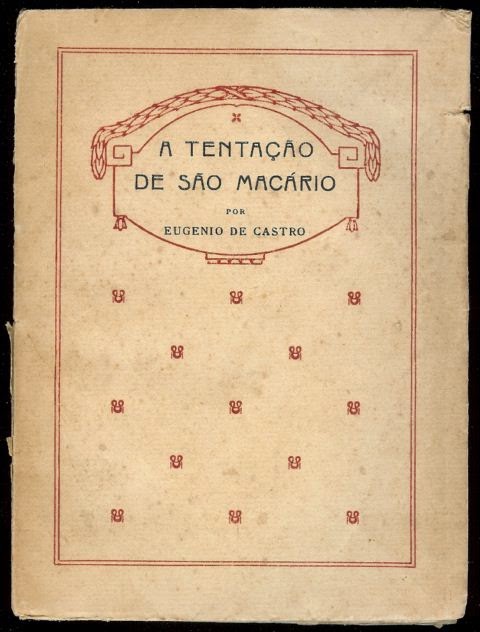 A TENTAÇÃO
DE SÃO MACÁRIO
POR
EUGENIO DE CASTRO